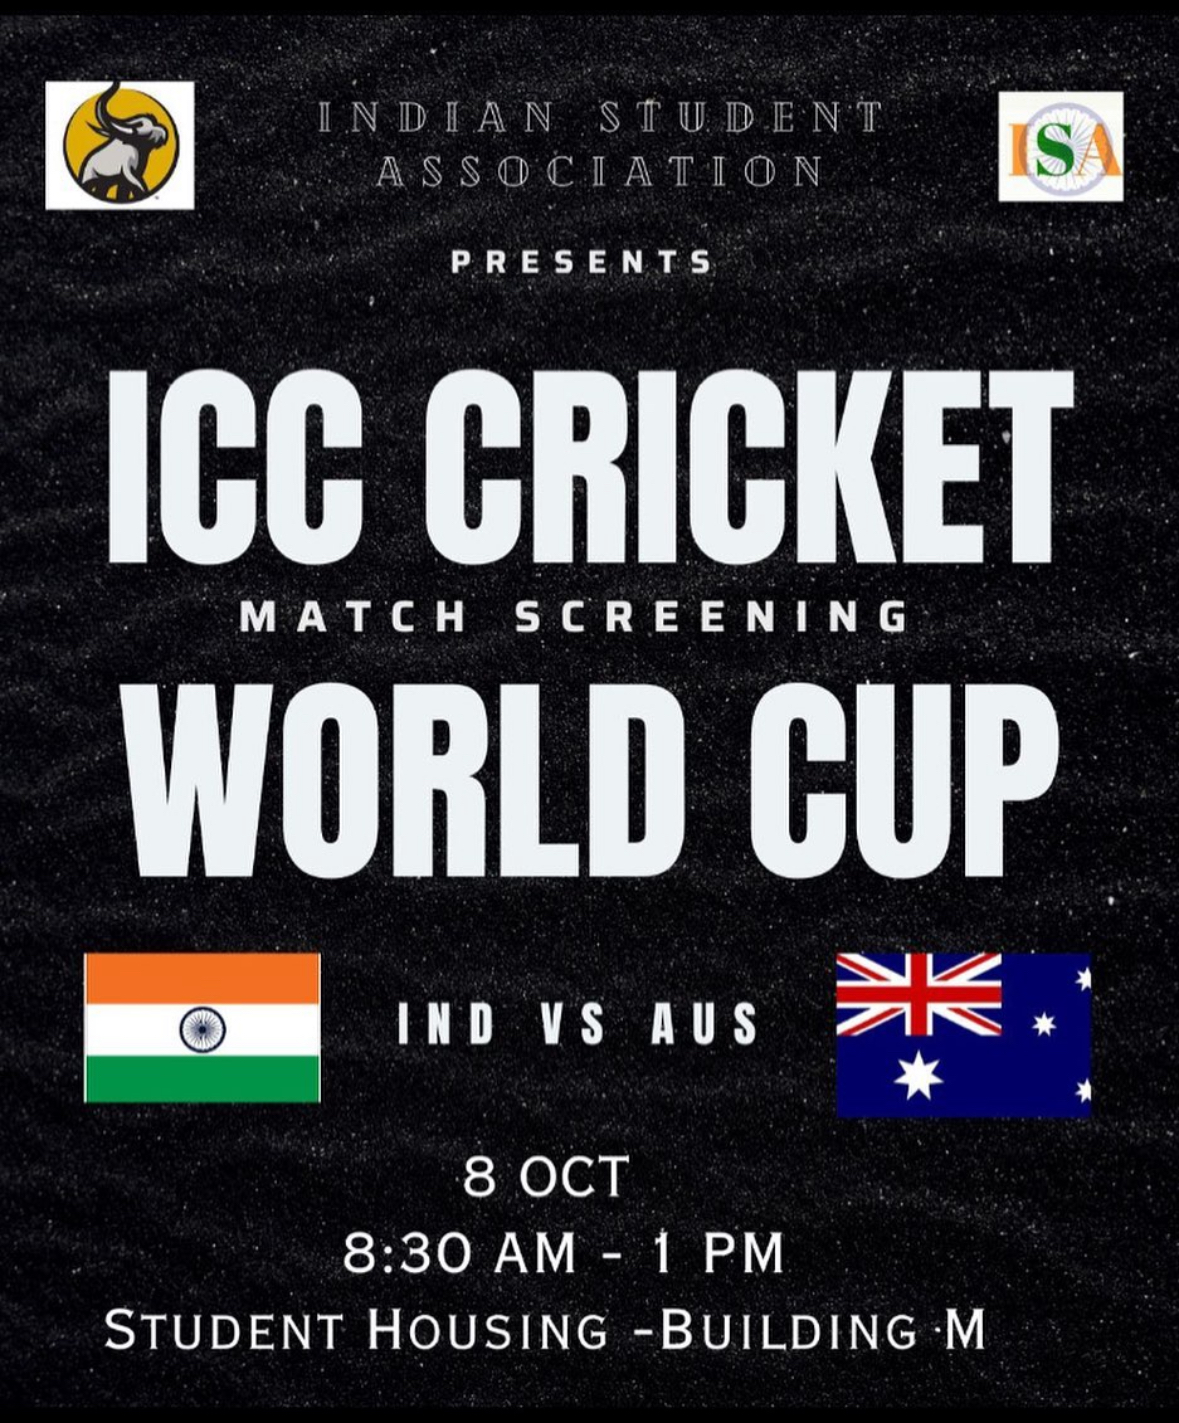 INDIAN STUDENT
ASSOCIATION
ISA
PRESENTS
ICC CRICKET
MATCH SCREENING
WORLD CUP
IND VS AUS
8 OCT
8:30 AM - 1 PM
STUDENT HOUSING -BUILDING M